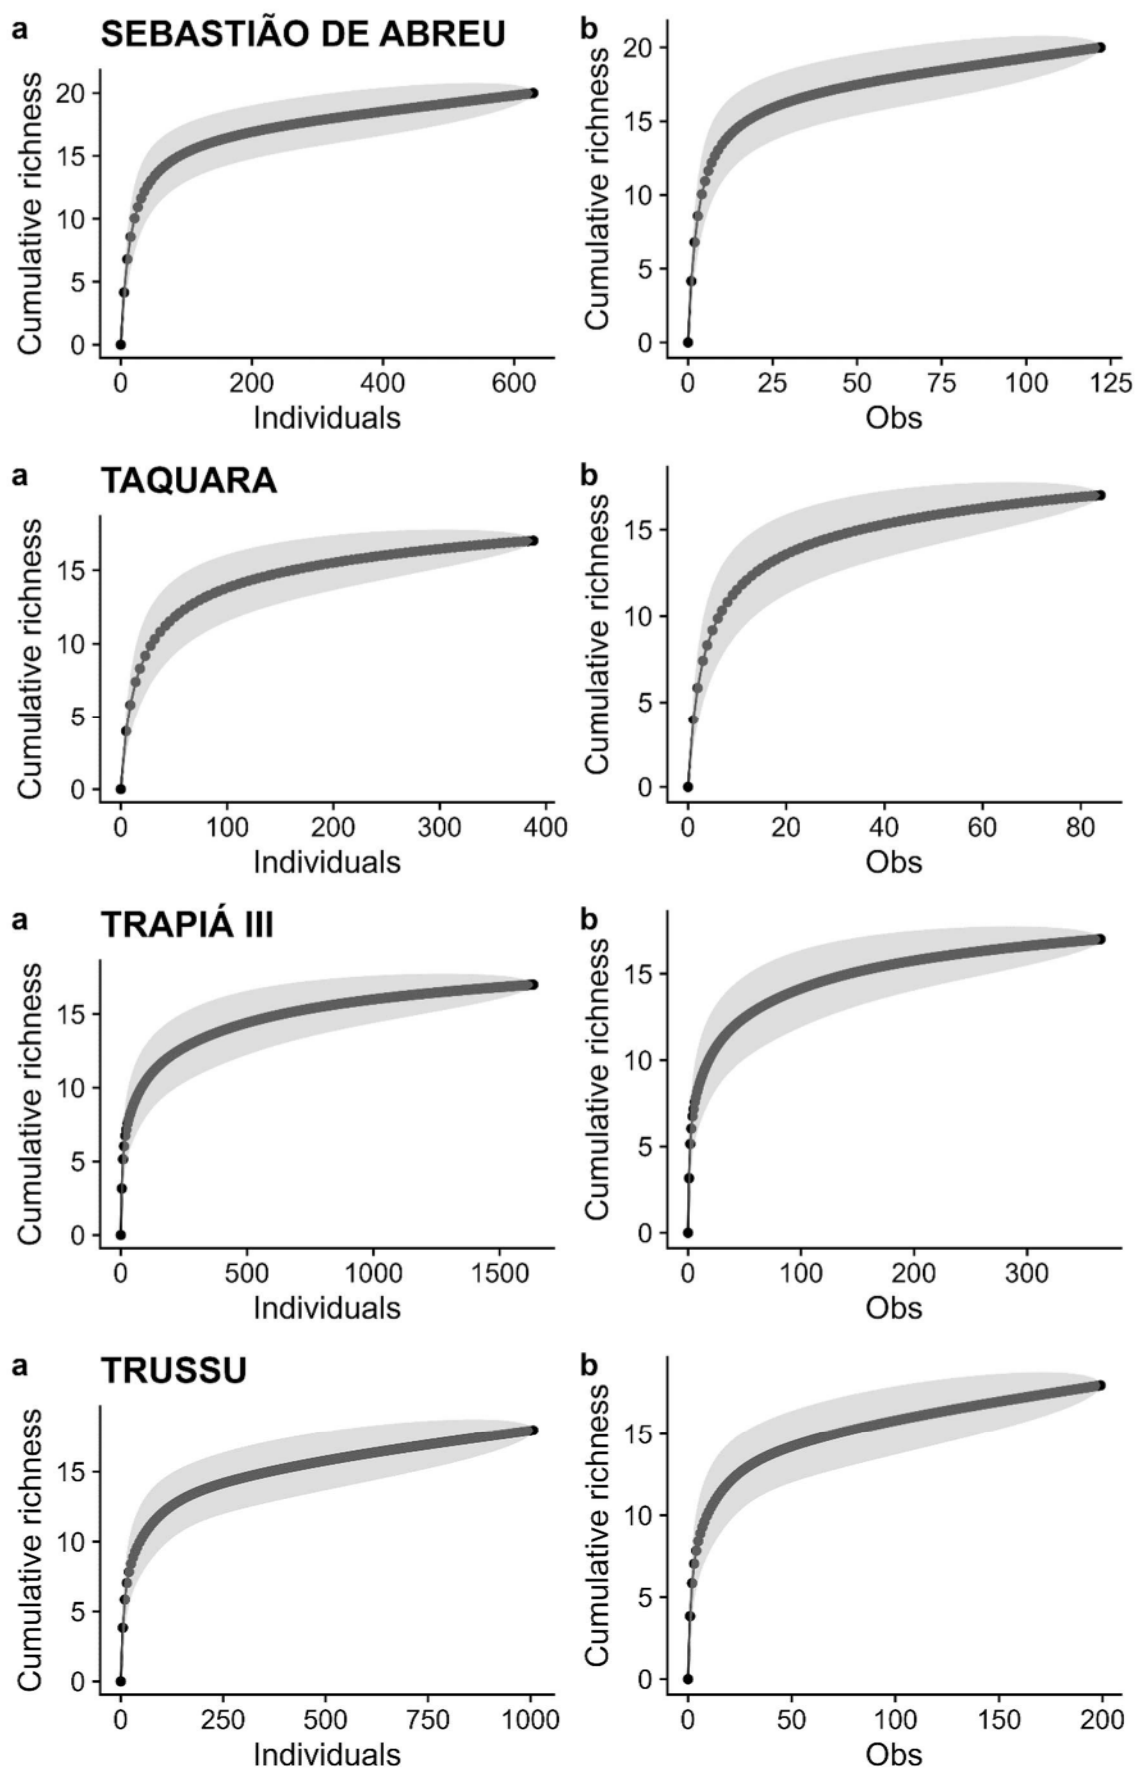 a SEBASTIÃO DE ABREU
Cumulative richness
20
15
10
5
0
0 200 400 600
Individuals
b
Cumulative richness
20
15
10
5
0
0 25 50 75 100 125
Obs
a TAQUARA
Cumulative richness
15
10
5
0
0 100 200 300 400
Individuals
b
Cumulative richness
15
10
5
0
0 20 40 60 80
Obs
a TRAPIÁ III
Cumulative richness
15
10
5
0
0 500 1000 1500
Individuals
b
Cumulative richness
15
10
5
0
0 100 200 300
Obs
a TRUSSU
Cumulative richness
15
10
5
0
0 250 500 750 1000
Individuals
b
Cumulative richness
15
10
5
0
0 50 100 150 200
Obs